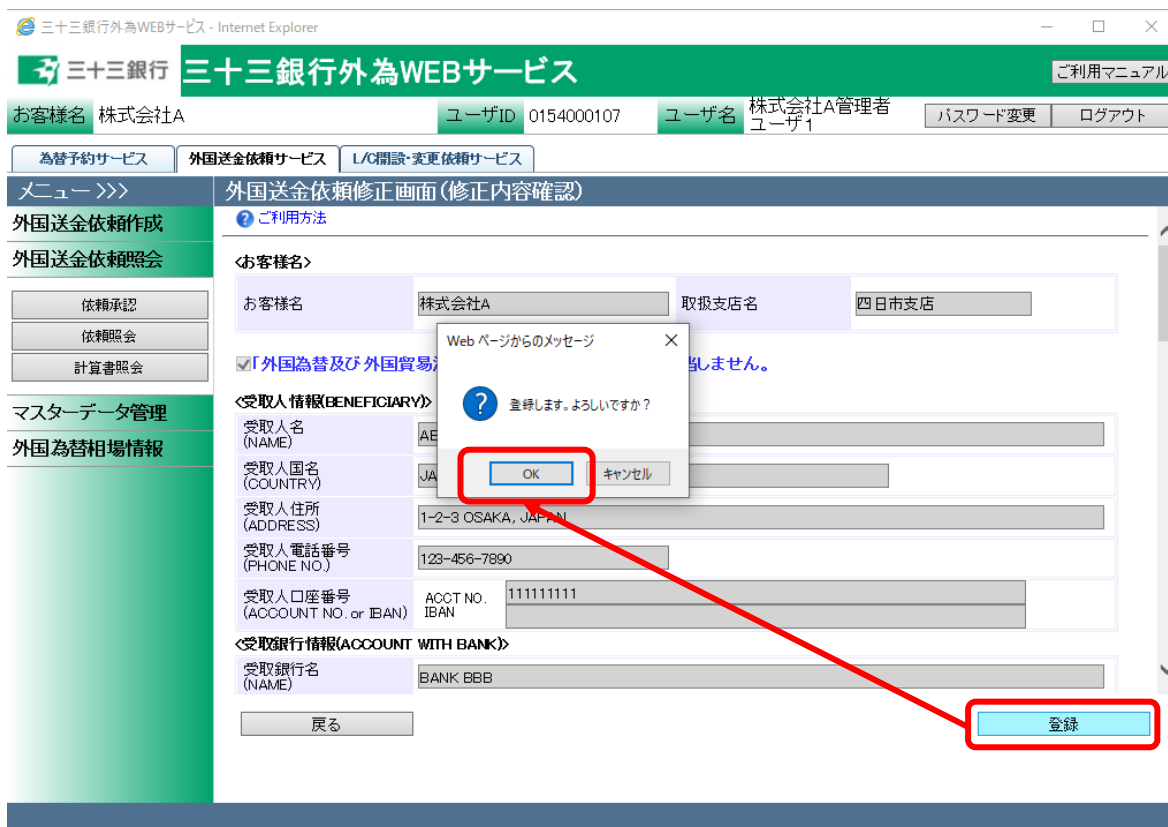 三十三銀行外為WEBサービス - Internet Explorer
三十三銀行 三十三銀行外為WEBサービス ご利用マニュアル
お客様名 株式会社A ユーザID 0154000107 ユーザ名 株式会社A管理者
ユーザ1
パスワード変更 ログアウト
為替予約サービス 外国送金依頼サービス L/C開設・変更依頼サービス
メニュー >>> 外国送金依頼修正画面(修正内容確認)
外国送金依頼作成
外国送金依頼照会
依頼承認
依頼照会
計算書照会
マスターデータ管理
外国為替相場情報
ご利用方法
<お客様名>
お客様名 株式会社A 取扱支店名 四日市支店
「外国為替及び外国貿易 しません。
Web ページからのメッセージ
登録します。よろしいですか？
OK キャンセル
<受取人情報(BENEFICIARY)>
受取人名
(NAME)
受取人国名
(COUNTRY) JA
受取人住所
(ADDRESS) 1-2-3 OSAKA, JAPAN
受取人電話番号
(PHONE NO.) 123-456-7890
受取人口座番号
(ACCOUNT NO. or IBAN)
ACCT NO. 111111111
IBAN
<受取銀行情報(ACCOUNT WITH BANK)>
受取銀行名
(NAME) BANK BBB
戻る 登録